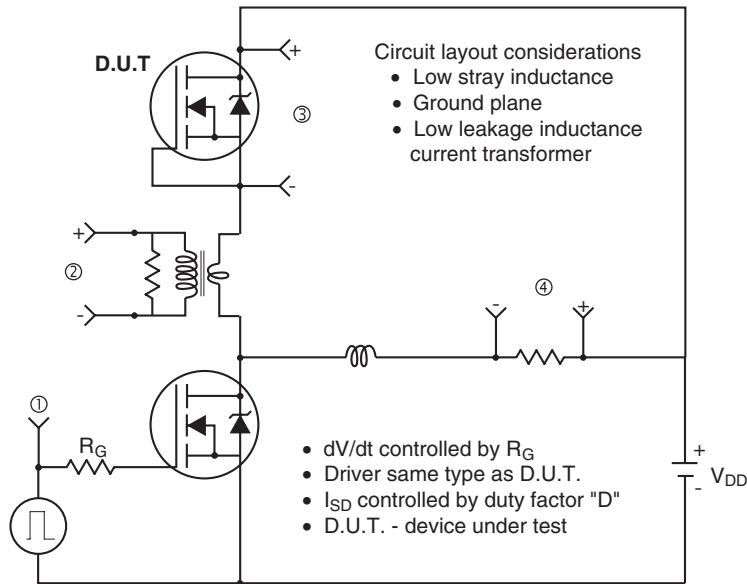 D.U.T
+
③
-
Circuit layout considerations
• Low stray inductance
• Ground plane
• Low leakage inductance
current transformer
+
②
-
-
④
+
①
R_G
• dV/dt controlled by R_G
• Driver same type as D.U.T.
• I_SD controlled by duty factor "D"
• D.U.T. - device under test
+
V_DD
-